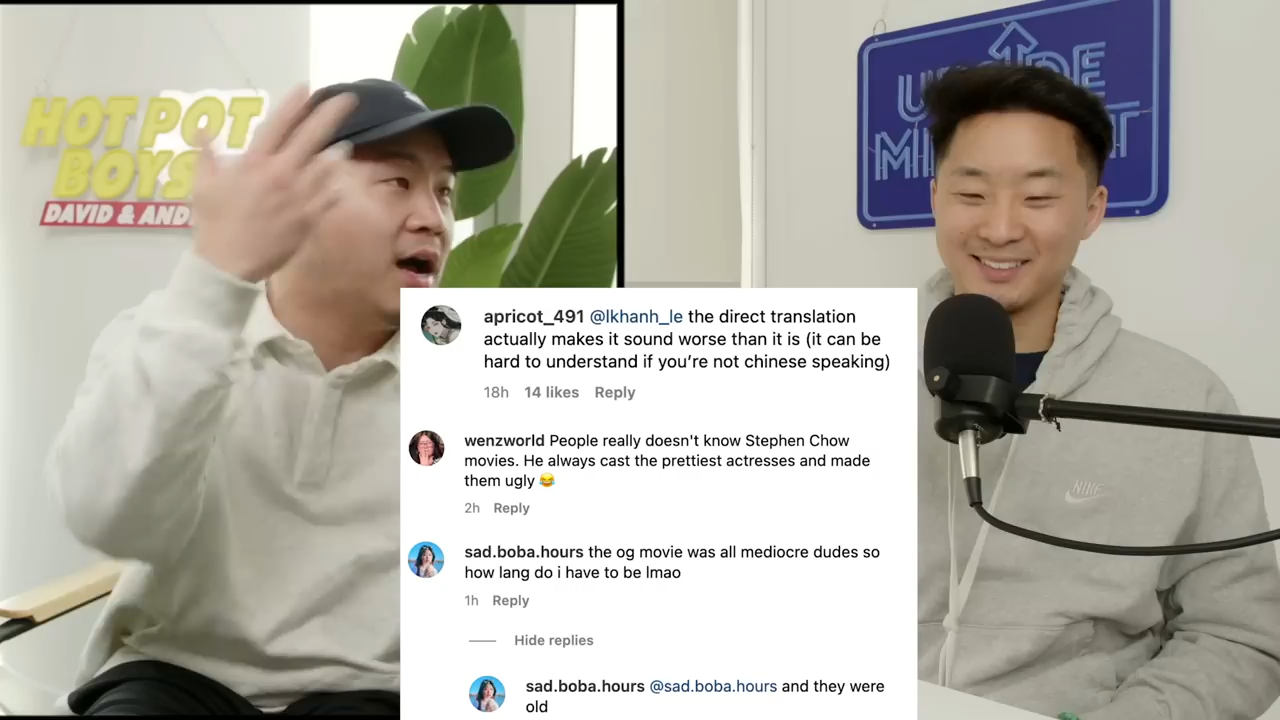 HOT POT
BOYS
DAVID &
apricot_491 @lkhanh_le the direct translation
actually makes it sound worse than it is (it can be
hard to understand if you’re not chinese speaking)
18h 14 likes Reply
wenzworld People really doesn't know Stephen Chow
movies. He always cast the prettiest actresses and made
them ugly 😂
2h Reply
sad.boba.hours the og movie was all mediocre dudes so
how lang do i have to be lmao
1h Reply
Hide replies
sad.boba.hours @sad.boba.hours and they were
old
NIKE